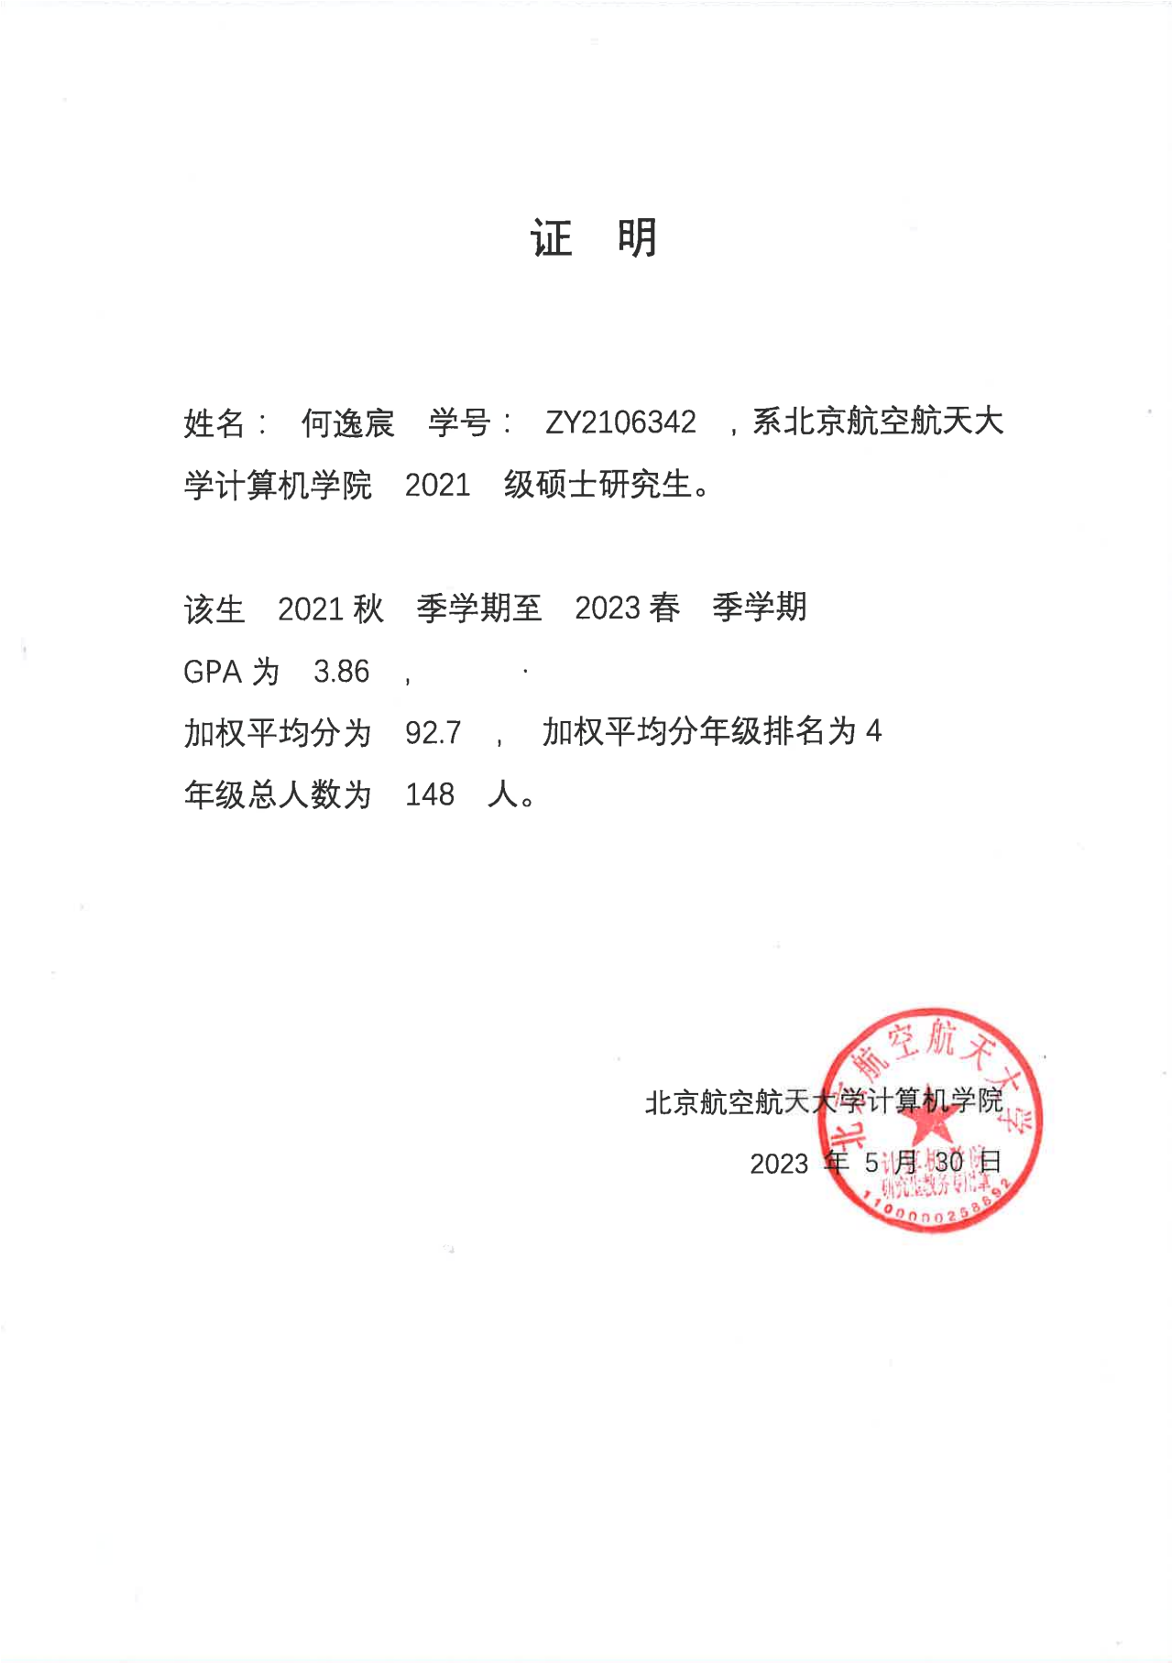 证 明
姓名： 何逸宸 学号： ZY2106342 ，系北京航空航天大
学计算机学院 2021 级硕士研究生。
该生 2021 秋 季学期至 2023 春 季学期
GPA 为 3.86 ，
加权平均分为 92.7 ， 加权平均分年级排名为 4
年级总人数为 148 人。
北京航空航天大学
北京航空航天大学计算机学院
2023 年 5 月 30 日
计算机学院
研究生教务专用章